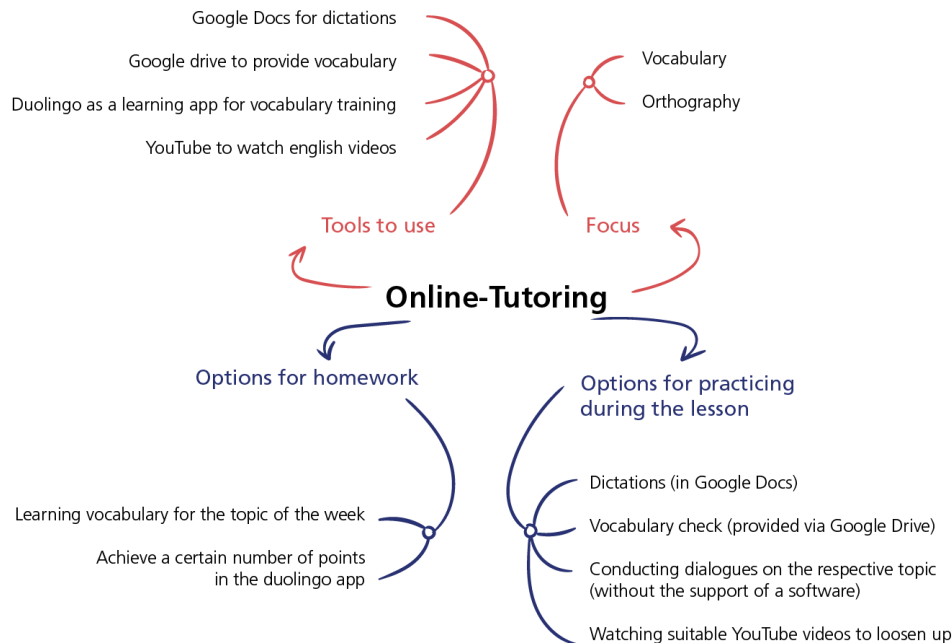 Google Docs for dictations
Google drive to provide vocabulary
Duolingo as a learning app for vocabulary training
YouTube to watch english videos
Tools to use
Vocabulary
Orthography
Focus
Online-Tutoring
Options for homework
Learning vocabulary for the topic of the week
Achieve a certain number of points
in the duolingo app
Options for practicing
during the lesson
Dictations (in Google Docs)
Vocabulary check (provided via Google Drive)
Conducting dialogues on the respective topic
(without the support of a software)
Watching suitable YouTube videos to loosen up